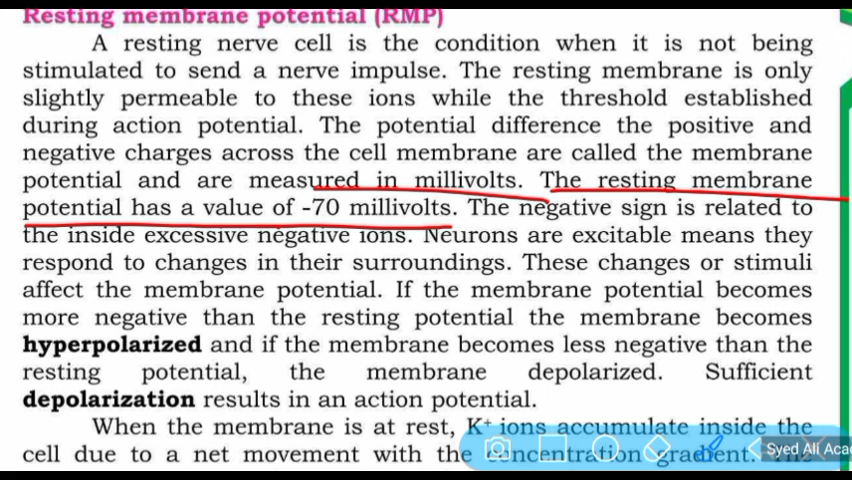 Resting membrane potential (RMP)
A resting nerve cell is the condition when it is not being
stimulated to send a nerve impulse. The resting membrane is only
slightly permeable to these ions while the threshold established
during action potential. The potential difference the positive and
negative charges across the cell membrane are called the membrane
potential and are measured in millivolts. The resting membrane
potential has a value of -70 millivolts. The negative sign is related to
the inside excessive negative ions. Neurons are excitable means they
respond to changes in their surroundings. These changes or stimuli
affect the membrane potential. If the membrane potential becomes
more negative than the resting potential the membrane becomes
hyperpolarized and if the membrane becomes less negative than the
resting potential, the membrane depolarized. Sufficient
depolarization results in an action potential.
When the membrane is at rest, K⁺ ions accumulate inside the
cell due to a net movement with the concentration gradient. The
Syed Ali Aca